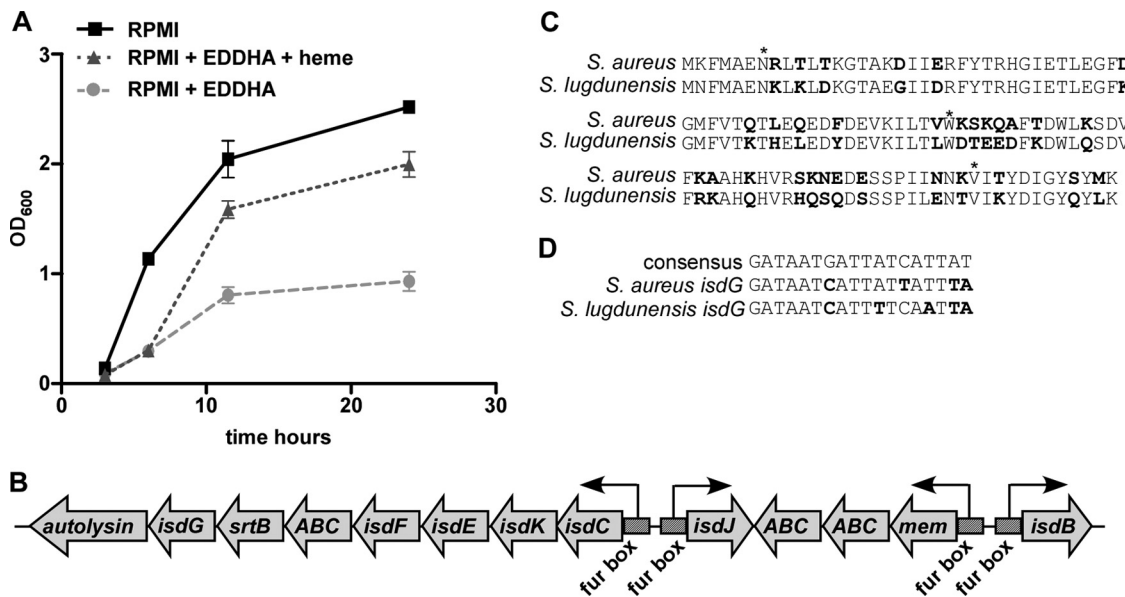 A
RPMI
RPMI + EDDHA + heme
RPMI + EDDHA
3
2
1
0
OD600
0 10 20 30
time hours
C
*
S. aureus MKFMAENRLTLTKGTAKDIIERFYTRHGIETLEGFD
S. lugdunensis MNFMAENKLKLDKGTAEGIIDRFYTRHGIETLEGFK
*
S. aureus GMFVTQTLEQEDFDEVKILTVWKSKQAFTDWLKSDV
S. lugdunensis GMFVTKTHELEDYDEVKILTLWDTEEDFKDWLQSDV
*
S. aureus FKAAHKHVRSKNEDESSPIINNKVITYDIGYSYMK
S. lugdunensis FRKAHQHVRHQSQDSSSPILENTVIKYDIGYQYLK
D
consensus GATAATGATTATCATTAT
S. aureus isdG GATAATCATTATTATTTA
S. lugdunensis isdG GATAATCATTTTCAATTA
B
autolysin isdG srtB ABC isdF isdE isdK isdC isdJ ABC ABC mem isdB
fur box fur box fur box fur box